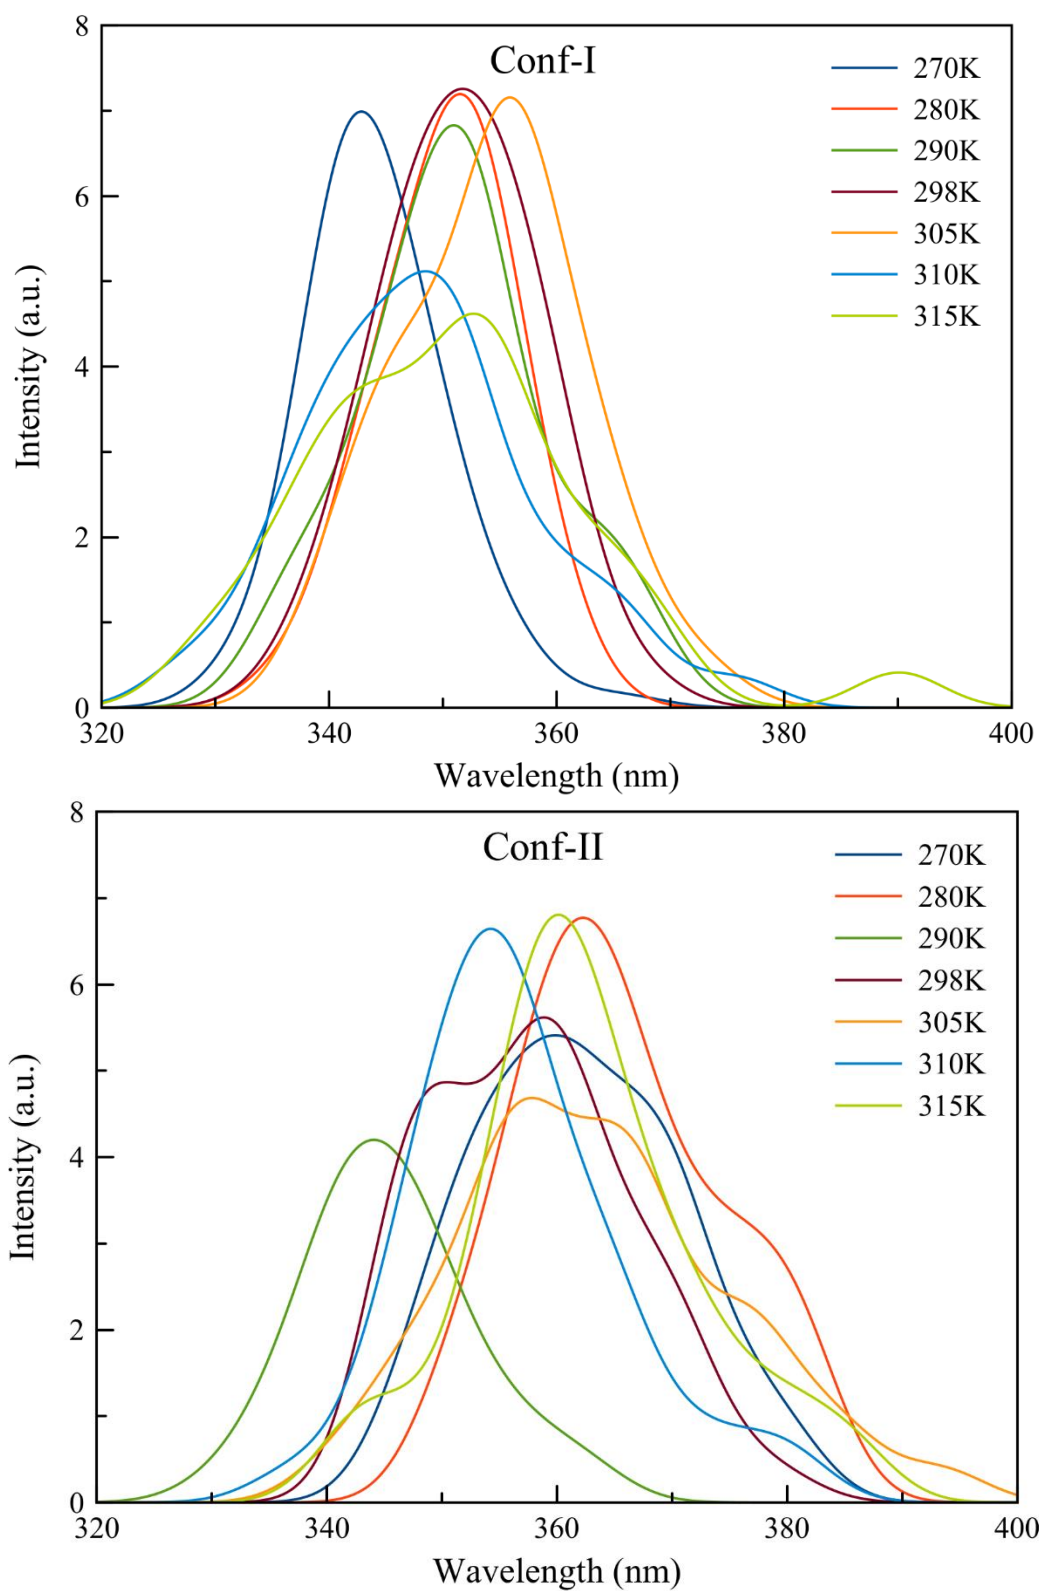 Conf-I
8
6
4
2
0
Intensity (a.u.)
270K
280K
290K
298K
305K
310K
315K
320
340
360
380
400
Wavelength (nm)
Conf-II
8
6
4
2
0
Intensity (a.u.)
270K
280K
290K
298K
305K
310K
315K
320
340
360
380
400
Wavelength (nm)